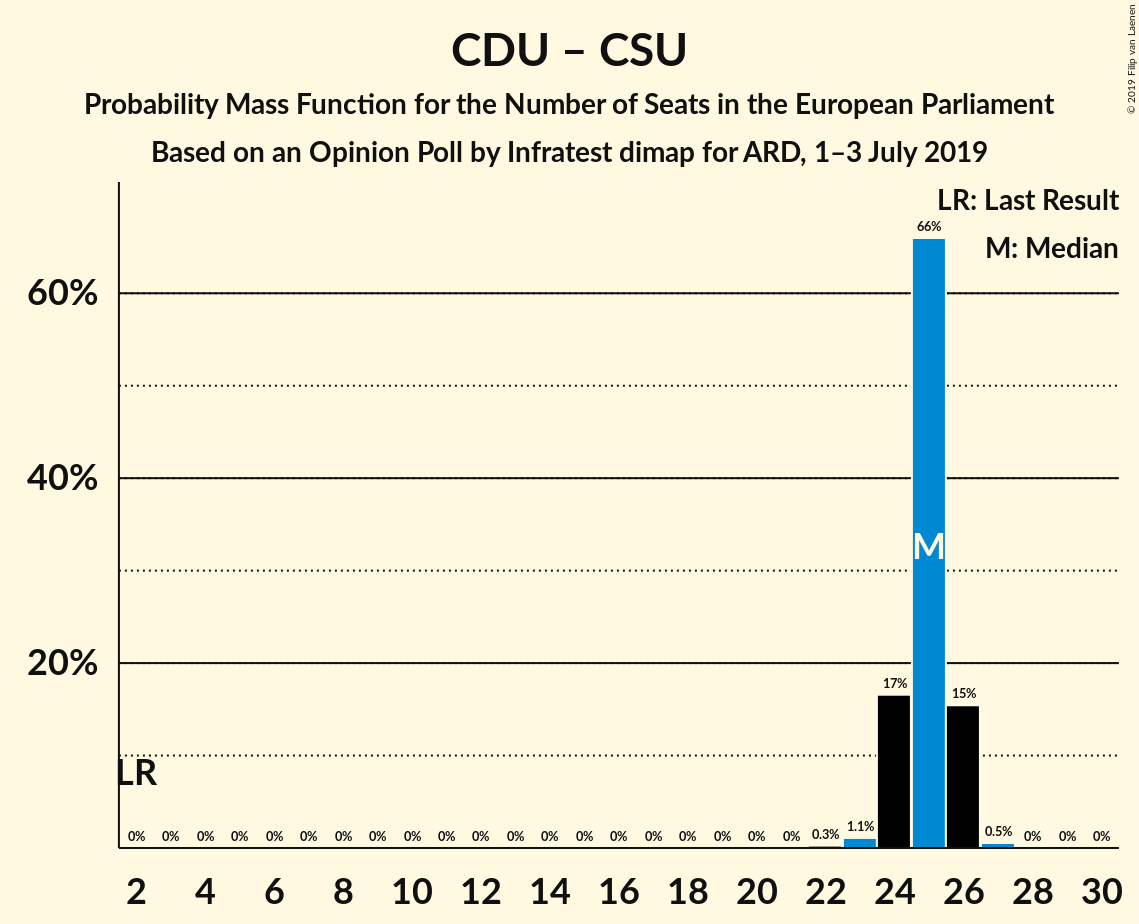 CDU – CSU
Probability Mass Function for the Number of Seats in the European Parliament
Based on an Opinion Poll by Infratest dimap for ARD, 1–3 July 2019
© 2019 Filip van Laenen
LR: Last Result
M: Median
66%
60%
40%
M
20%
17%
15%
LR
0% 0% 0% 0% 0% 0% 0% 0% 0% 0% 0% 0% 0% 0% 0% 0% 0% 0% 0% 0% 0.3% 1.1% 0.5% 0% 0% 0%
2 4 6 8 10 12 14 16 18 20 22 24 26 28 30